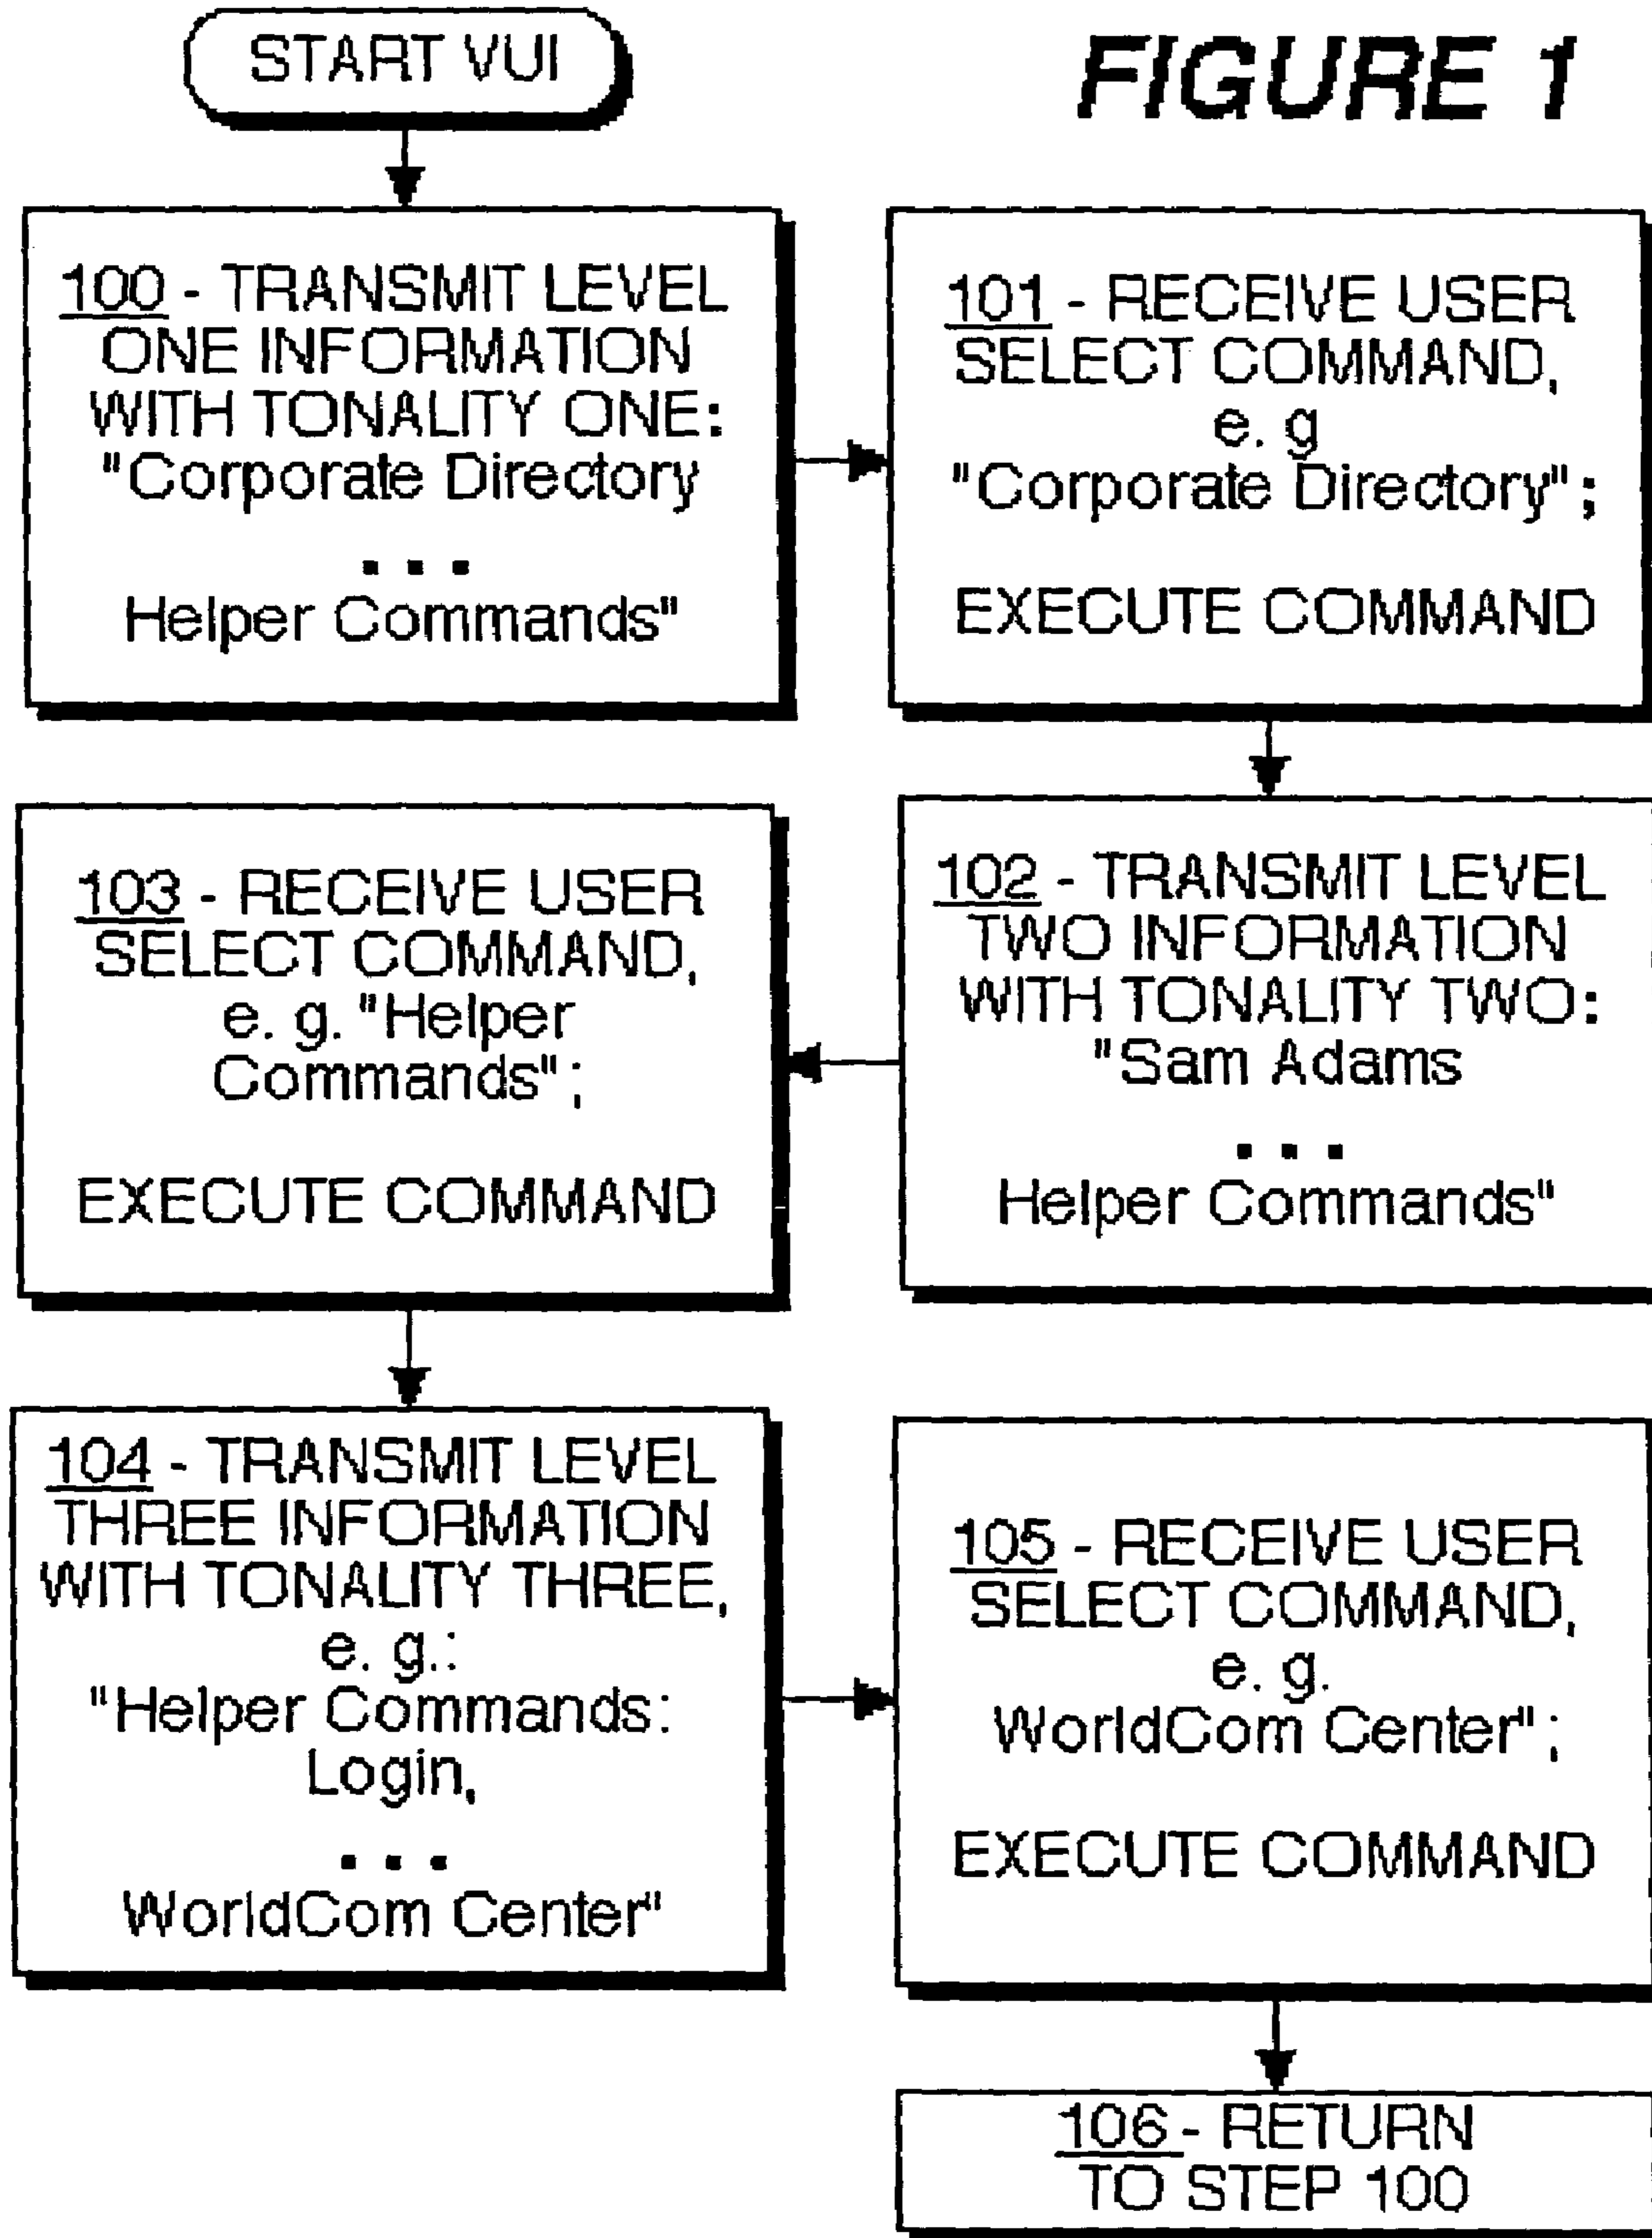 START VUI
FIGURE 1
100 - TRANSMIT LEVEL
ONE INFORMATION
WITH TONALITY ONE:
"Corporate Directory
...
Helper Commands"
101 - RECEIVE USER
SELECT COMMAND,
e. g
"Corporate Directory";
EXECUTE COMMAND
102 - TRANSMIT LEVEL
TWO INFORMATION
WITH TONALITY TWO:
"Sam Adams
...
Helper Commands"
103 - RECEIVE USER
SELECT COMMAND,
e. g. "Helper
Commands";
EXECUTE COMMAND
104 - TRANSMIT LEVEL
THREE INFORMATION
WITH TONALITY THREE,
e. g.:
"Helper Commands:
Login,
...
WorldCom Center"
105 - RECEIVE USER
SELECT COMMAND,
e. g.
WorldCom Center";
EXECUTE COMMAND
106 - RETURN
TO STEP 100